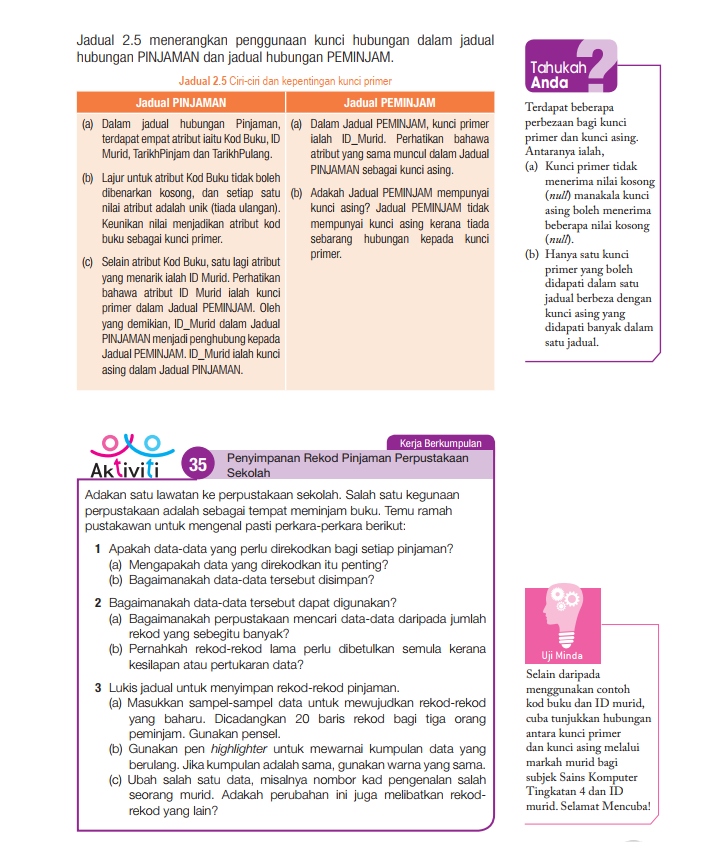 Jadual 2.5 menerangkan penggunaan kunci hubungan dalam jadual
hubungan PINJAMAN dan jadual hubungan PEMINJAM.
Jadual 2.5 Ciri-ciri dan kepentingan kunci primer
Jadual PINJAMAN
(a) Dalam jadual hubungan Pinjaman,
terdapat empat atribut iaitu Kod Buku, ID
Murid, TarikhPinjam dan TarikhPulang.
(b) Lajur untuk atribut Kod Buku tidak boleh
dibenarkan kosong, dan setiap satu
nilai atribut adalah unik (tiada ulangan).
Keunikan nilai menjadikan atribut kod
buku sebagai kunci primer.
(c) Selain atribut Kod Buku, satu lagi atribut
yang menarik ialah ID Murid. Perhatikan
bahawa atribut ID Murid ialah kunci
primer dalam Jadual PEMINJAM. Oleh
yang demikian, ID_Murid dalam Jadual
PINJAMAN menjadi penghubung kepada
Jadual PEMINJAM. ID_Murid ialah kunci
asing dalam Jadual PINJAMAN.
Jadual PEMINJAM
(a) Dalam Jadual PEMINJAM, kunci primer
ialah ID_Murid. Perhatikan bahawa
atribut yang sama muncul dalam Jadual
PINJAMAN sebagai kunci asing.
(b) Adakah Jadual PEMINJAM mempunyai
kunci asing? Jadual PEMINJAM tidak
mempunyai kunci asing kerana tiada
sebarang hubungan kepada kunci
primer.
Tahukah
Anda
?
Terdapat beberapa
perbezaan bagi kunci
primer dan kunci asing.
Antaranya ialah,
(a) Kunci primer tidak
menerima nilai kosong
(null) manakala kunci
asing boleh menerima
beberapa nilai kosong
(null).
(b) Hanya satu kunci
primer yang boleh
didapati dalam satu
jadual berbeza dengan
kunci asing yang
didapati banyak dalam
satu jadual.
Aktiviti
35
Kerja Berkumpulan
Penyimpanan Rekod Pinjaman Perpustakaan
Sekolah
Adakan satu lawatan ke perpustakaan sekolah. Salah satu kegunaan
perpustakaan adalah sebagai tempat meminjam buku. Temu ramah
pustakawan untuk mengenal pasti perkara-perkara berikut:
1 Apakah data-data yang perlu direkodkan bagi setiap pinjaman?
(a) Mengapakah data yang direkodkan itu penting?
(b) Bagaimanakah data-data tersebut disimpan?
2 Bagaimanakah data-data tersebut dapat digunakan?
(a) Bagaimanakah perpustakaan mencari data-data daripada jumlah
rekod yang sebegitu banyak?
(b) Pernahkah rekod-rekod lama perlu dibetulkan semula kerana
kesilapan atau pertukaran data?
3 Lukis jadual untuk menyimpan rekod-rekod pinjaman.
(a) Masukkan sampel-sampel data untuk mewujudkan rekod-rekod
yang baharu. Dicadangkan 20 baris rekod bagi tiga orang
peminjam. Gunakan pensel.
(b) Gunakan pen highlighter untuk mewarnai kumpulan data yang
berulang. Jika kumpulan adalah sama, gunakan warna yang sama.
(c) Ubah salah satu data, misalnya nombor kad pengenalan salah
seorang murid. Adakah perubahan ini juga melibatkan rekod-
rekod yang lain?
Uji Minda
Selain daripada
menggunakan contoh
kod buku dan ID murid,
cuba tunjukkan hubungan
antara kunci primer
dan kunci asing melalui
markah murid bagi
subjek Sains Komputer
Tingkatan 4 dan ID
murid. Selamat Mencuba!